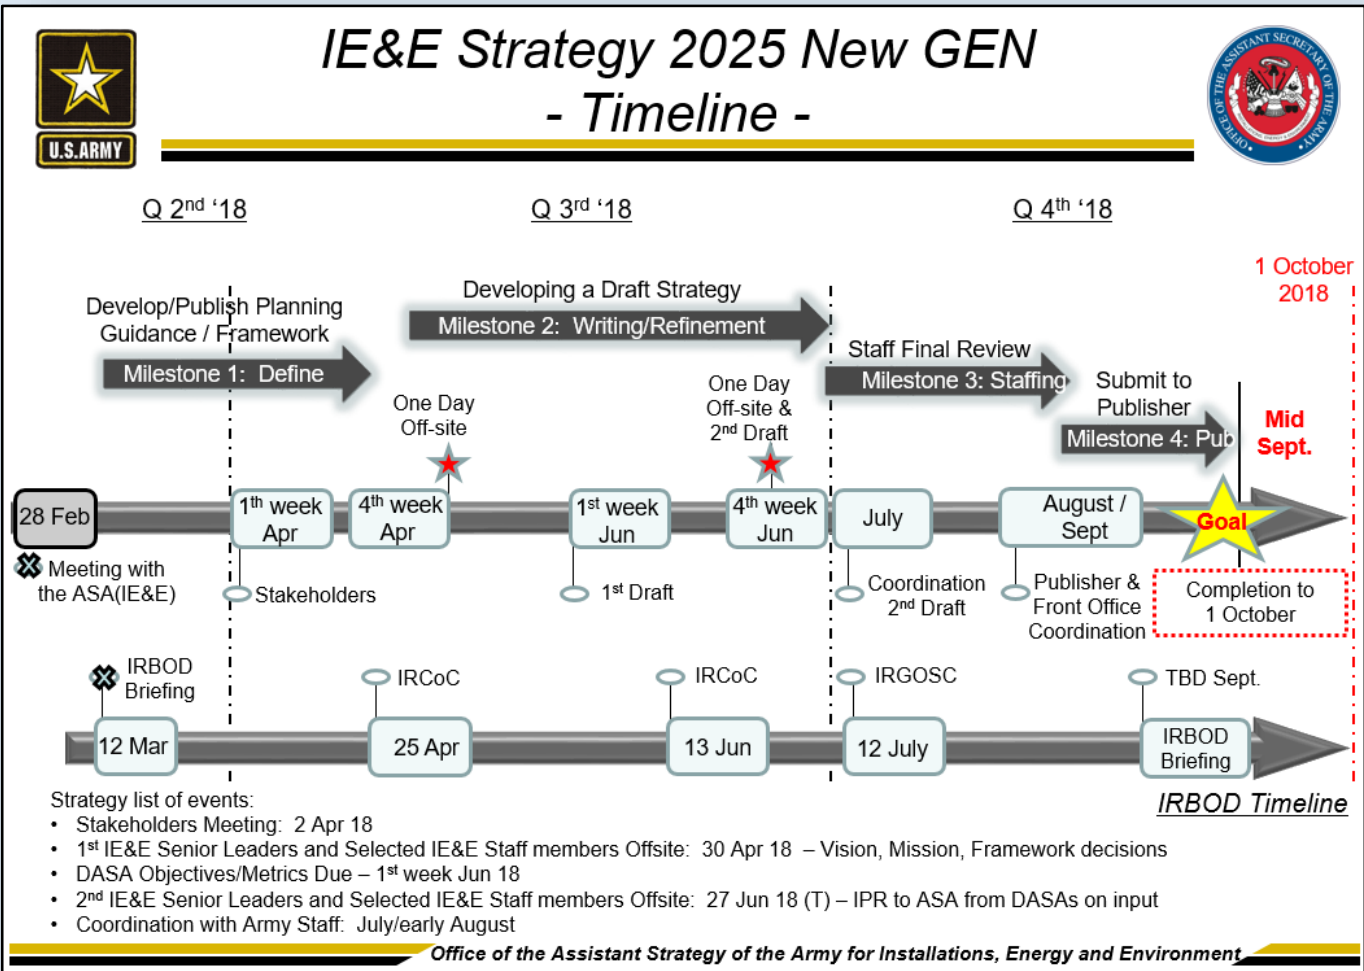 IE&E Strategy 2025 New GEN
- Timeline -
U.S.ARMY
OFFICE OF THE ASSISTANT SECRETARY OF THE ARMY
Q 2nd ‘18
Q 3rd ‘18
Q 4th ‘18
1 October
2018
Develop/Publish Planning
Guidance / Framework
Milestone 1: Define
Developing a Draft Strategy
Milestone 2: Writing/Refinement
Staff Final Review
Milestone 3: Staffing
Submit to
Publisher
Milestone 4: Pub
Mid
Sept.
One Day
Off-site
One Day
Off-site &
2nd Draft
28 Feb
1th week
Apr
4th week
Apr
1st week
Jun
4th week
Jun
July
August /
Sept
Goal
Meeting with
the ASA(IE&E)
Stakeholders
1st Draft
Coordination
2nd Draft
Publisher &
Front Office
Coordination
Completion to
1 October
IRBOD
Briefing
IRCoC
IRCoC
IRGOSC
TBD Sept.
12 Mar
25 Apr
13 Jun
12 July
IRBOD
Briefing
IRBOD Timeline
Strategy list of events:
• Stakeholders Meeting: 2 Apr 18
• 1st IE&E Senior Leaders and Selected IE&E Staff members Offsite: 30 Apr 18 – Vision, Mission, Framework decisions
• DASA Objectives/Metrics Due – 1st week Jun 18
• 2nd IE&E Senior Leaders and Selected IE&E Staff members Offsite: 27 Jun 18 (T) – IPR to ASA from DASAs on input
• Coordination with Army Staff: July/early August
Office of the Assistant Strategy of the Army for Installations, Energy and Environment